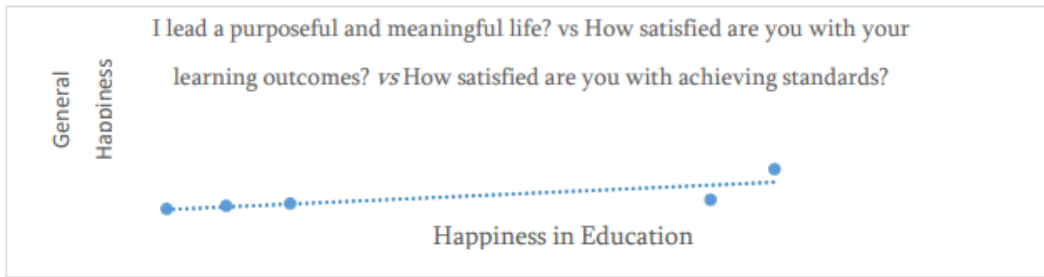 I lead a purposeful and meaningful life? vs How satisfied are you with your
learning outcomes? vs How satisfied are you with achieving standards?
General
Happiness
Happiness in Education